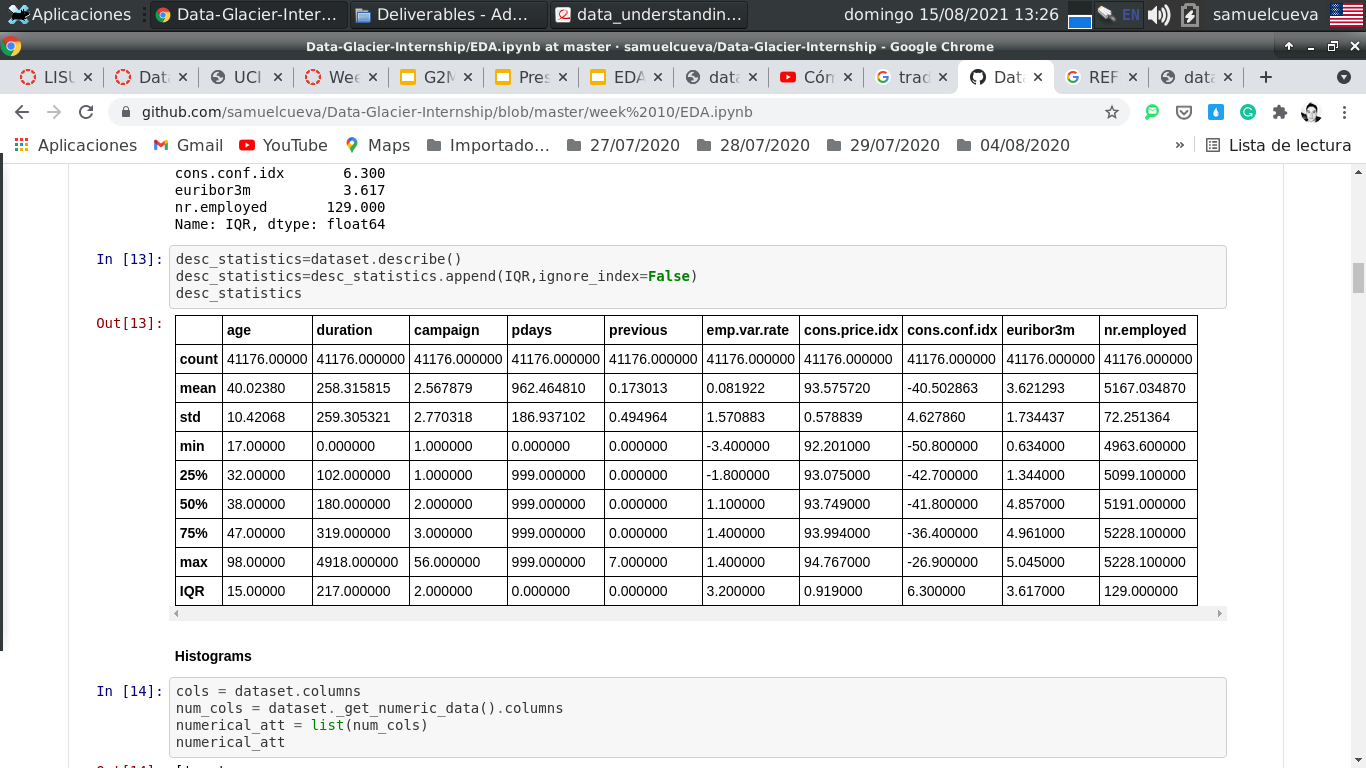 Aplicaciones Data-Glacier-Inter... Deliverables - Ad... data_understandin... domingo 15/08/2021 13:26 EN samuelcueva
Data-Glacier-Internship/EDA.ipynb at master · samuelcueva/Data-Glacier-Internship - Google Chrome
LISU Data UCI Wee G2M Pres EDA data Cóm trad Data REF data
github.com/samuelcueva/Data-Glacier-Internship/blob/master/week%2010/EDA.ipynb
Aplicaciones Gmail YouTube Maps Importado... 27/07/2020 28/07/2020 29/07/2020 04/08/2020 » Lista de lectura
cons.conf.idx 6.300
euribor3m 3.617
nr.employed 129.000
Name: IQR, dtype: float64
In [13]: desc_statistics=dataset.describe()
desc_statistics=desc_statistics.append(IQR,ignore_index=False)
desc_statistics
Out[13]:
age duration campaign pdays previous emp.var.rate cons.price.idx cons.conf.idx euribor3m nr.employed
count 41176.00000 41176.000000 41176.000000 41176.000000 41176.000000 41176.000000 41176.000000 41176.000000 41176.000000 41176.000000
mean 40.02380 258.315815 2.567879 962.464810 0.173013 0.081922 93.575720 -40.502863 3.621293 5167.034870
std 10.42068 259.305321 2.770318 186.937102 0.494964 1.570883 0.578839 4.627860 1.734437 72.251364
min 17.00000 0.000000 1.000000 0.000000 0.000000 -3.400000 92.201000 -50.800000 0.634000 4963.600000
25% 32.00000 102.000000 1.000000 999.000000 0.000000 -1.800000 93.075000 -42.700000 1.344000 5099.100000
50% 38.00000 180.000000 2.000000 999.000000 0.000000 1.100000 93.749000 -41.800000 4.857000 5191.000000
75% 47.00000 319.000000 3.000000 999.000000 0.000000 1.400000 93.994000 -36.400000 4.961000 5228.100000
max 98.00000 4918.000000 56.000000 999.000000 7.000000 1.400000 94.767000 -26.900000 5.045000 5228.100000
IQR 15.00000 217.000000 2.000000 0.000000 0.000000 3.200000 0.919000 6.300000 3.617000 129.000000
Histograms
In [14]: cols = dataset.columns
num_cols = dataset._get_numeric_data().columns
numerical_att = list(num_cols)
numerical_att